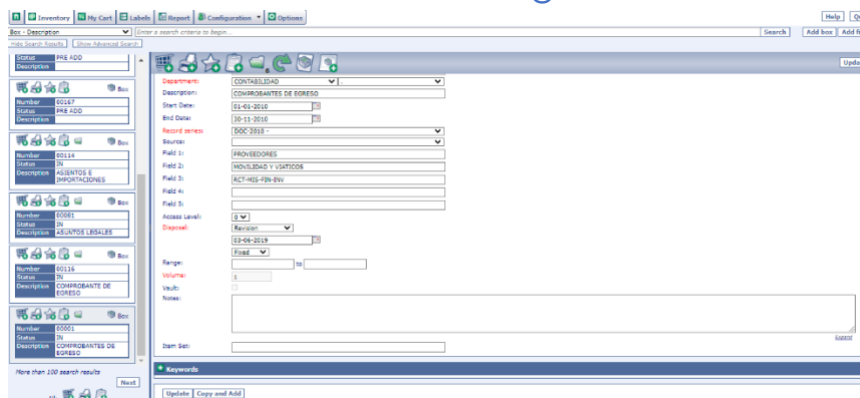 Inventory My Cart Labels Report Configuration Options Help
Box - Description Enter a search criteria to begin... Search Add box
Hide Search Results Show Advanced Search
Status PRE ADD
Description
Box
Number 00167
Status PRE ADD
Description
Box
Number 00114
Status IN
Description ASIENTOS E IMPORTACIONES
Box
Number 00081
Status IN
Description ASUNTOS LEGALES
Box
Number 00116
Status IN
Description COMPROBANTE DE EGRESO
Box
Number 00001
Status IN
Description COMPROBANTES DE EGRESO
More than 100 search results
Next
Department: CONTABILIDAD .
Description: COMPROBANTES DE EGRESO
Start Date: 01-01-2010
End Date: 30-11-2010
Record series: DGC-2010 -
Source:
Field 1: PROVEEDORES
Field 2: MOVILIDAD Y VIATICOS
Field 3: RCT-MIS-FIN-INV
Field 4:
Field 5:
Access Level: 0
Disposal: Revision
03-06-2019
Fixed
Range: to
Volume:
Vault:
Notes:
Expand
Item Set:
Keywords
Update Copy and Add